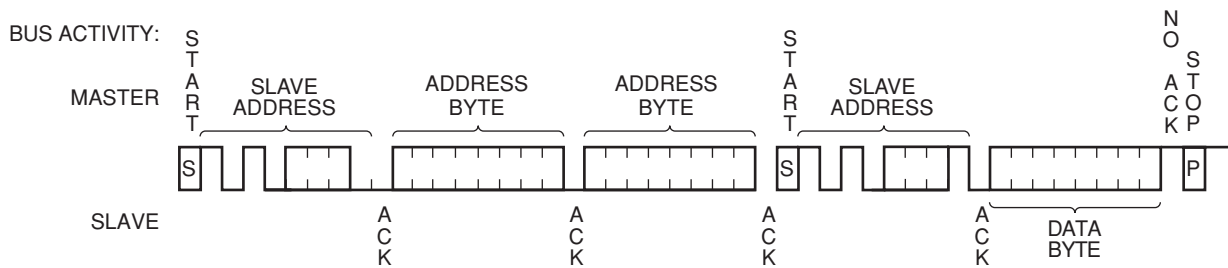 BUS ACTIVITY:
MASTER
START
SLAVE
ADDRESS
ADDRESS
BYTE
ADDRESS
BYTE
START
SLAVE
ADDRESS
NO ACK
STOP
S
S
P
SLAVE
ACK
ACK
ACK
ACK
DATA
BYTE